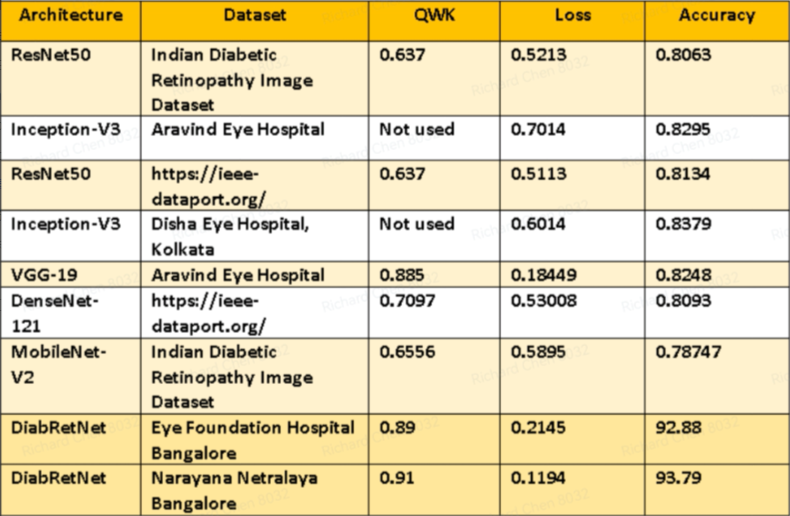 Architecture Dataset QWK Loss Accuracy
ResNet50 Indian Diabetic 0.637 0.5213 0.8063
Retinopathy Image
Dataset
Inception-V3 Aravind Eye Hospital Not used 0.7014 0.8295
ResNet50 https://ieee- 0.637 0.5113 0.8134
dataport.org/
Inception-V3 Disha Eye Hospital, Not used 0.6014 0.8379
Kolkata
VGG-19 Aravind Eye Hospital 0.885 0.18449 0.8248
DenseNet- https://ieee- 0.7097 0.53008 0.8093
121 dataport.org/
MobileNet- Indian Diabetic 0.6556 0.5895 0.78747
V2 Retinopathy Image
Dataset
DiabRetNet Eye Foundation Hospital 0.89 0.2145 92.88
Bangalore
DiabRetNet Narayana Netralaya 0.91 0.1194 93.79
Bangalore
Richard Chen 8032